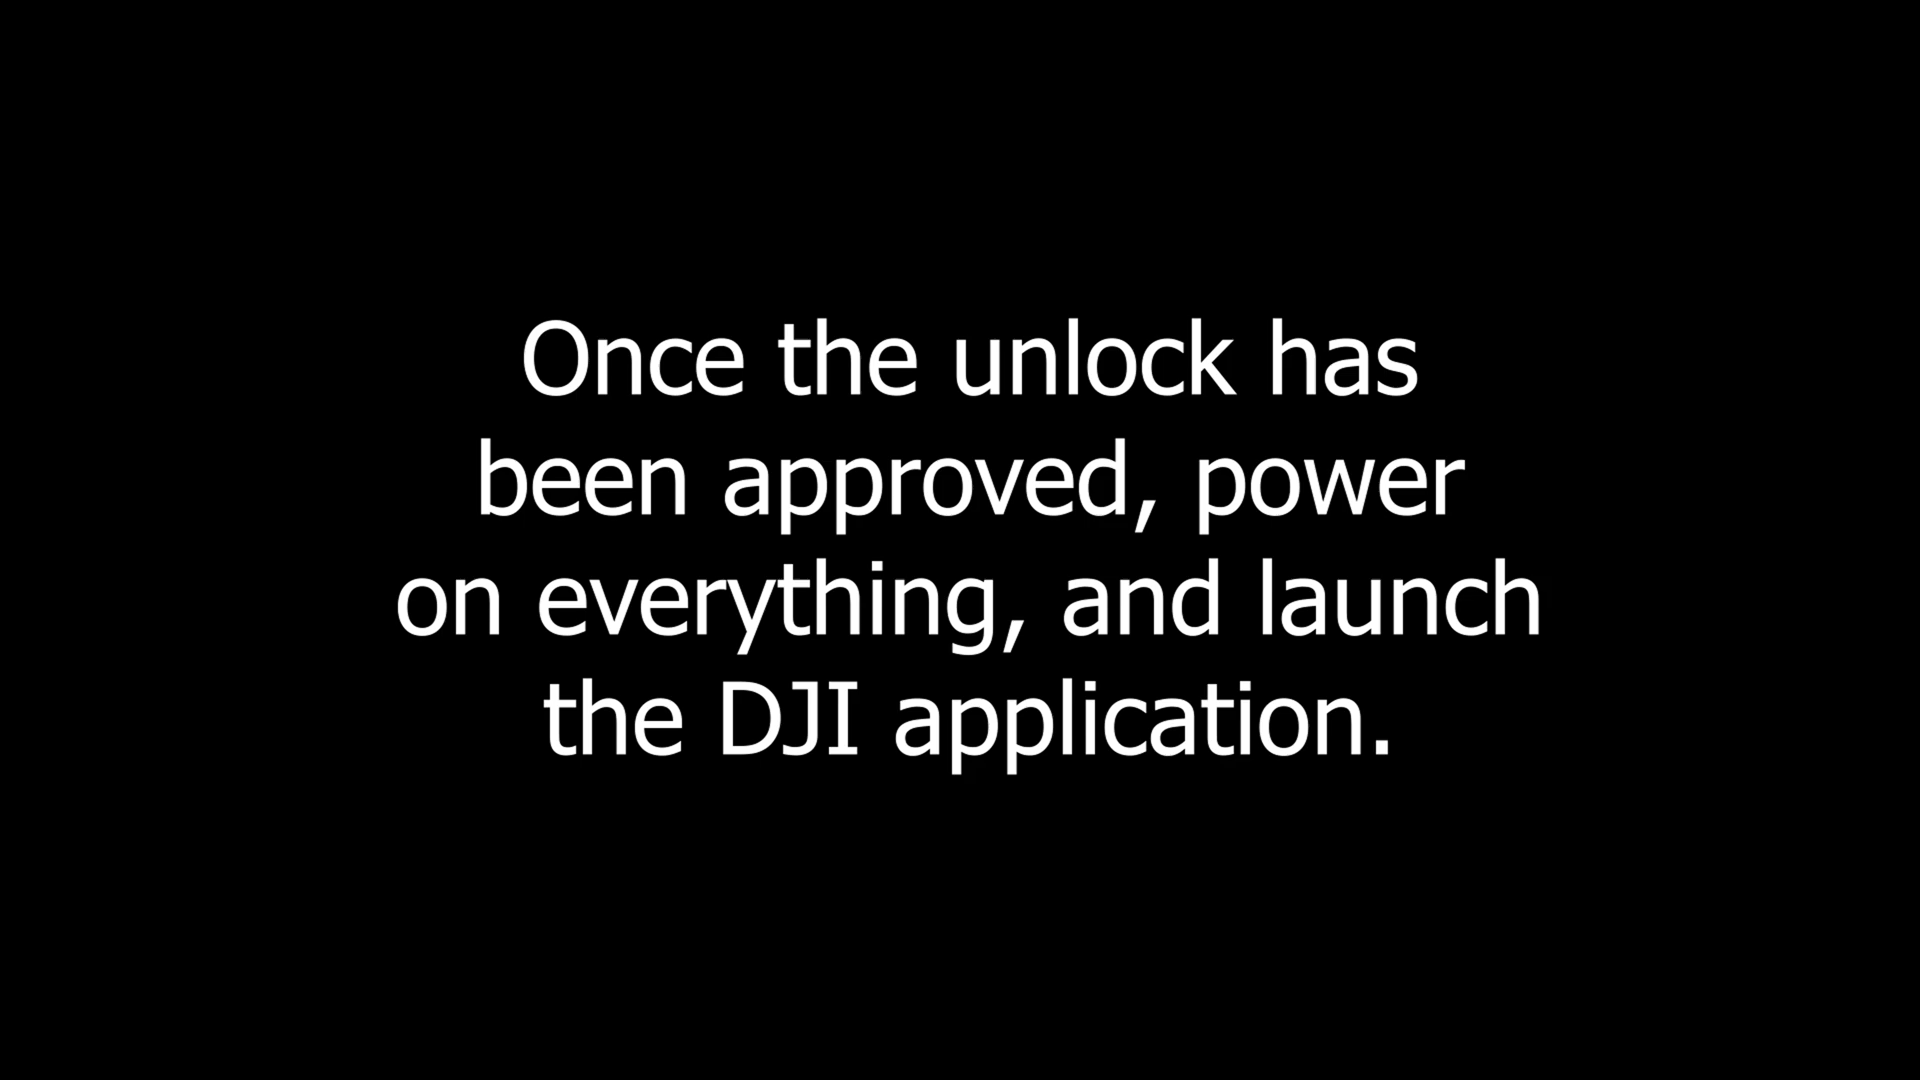 Once the unlock has
been approved, power
on everything, and launch
the DJI application.